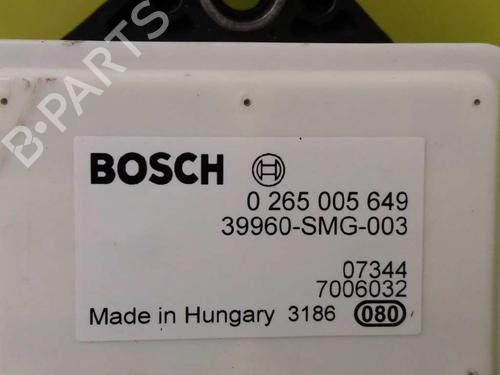 B·PARTS
BOSCH
0 265 005 649
39960-SMG-003
07344
7006032
Made in Hungary 3186 080